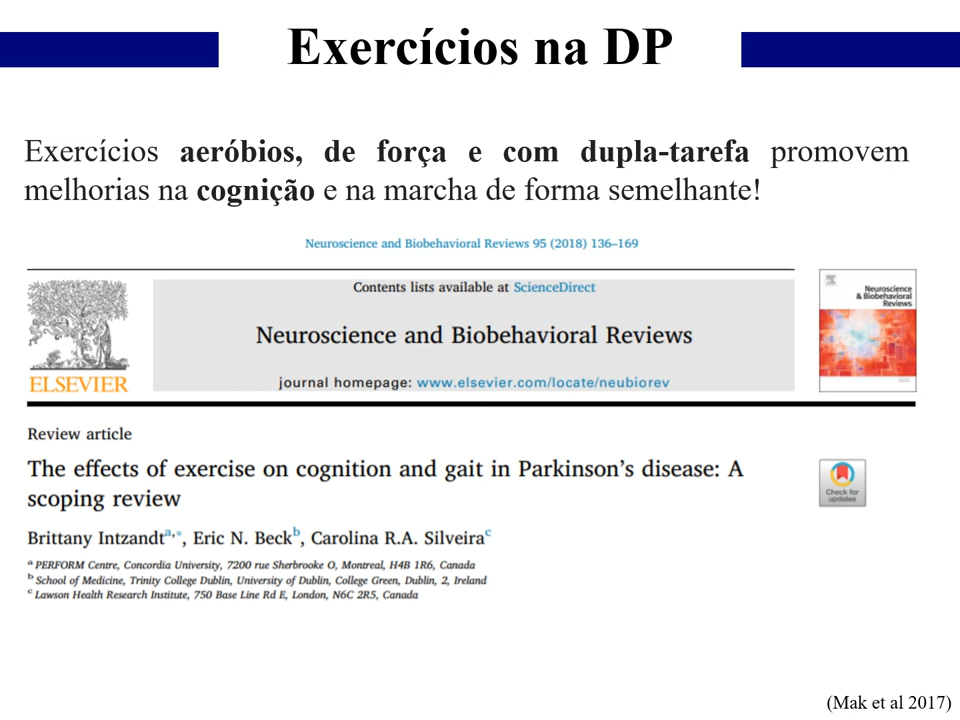 Exercícios na DP
Exercícios aeróbios, de força e com dupla-tarefa promovem
melhorias na cognição e na marcha de forma semelhante!
Neuroscience and Biobehavioral Reviews 95 (2018) 136–169
Contents lists available at ScienceDirect
Neuroscience and Biobehavioral Reviews
journal homepage: www.elsevier.com/locate/neubiorev
ELSEVIER
Neuroscience
& Biobehavioral
Reviews
Review article
The effects of exercise on cognition and gait in Parkinson's disease: A
scoping review
Check for
updates
Brittany Intzandta,*, Eric N. Beckb, Carolina R.A. Silveirac
a PERFORM Centre, Concordia University, 7200 rue Sherbrooke O, Montreal, H4B 1R6, Canada
b School of Medicine, Trinity College Dublin, University of Dublin, College Green, Dublin, 2, Ireland
c Lawson Health Research Institute, 750 Base Line Rd E, London, N6C 2R5, Canada
(Mak et al 2017)